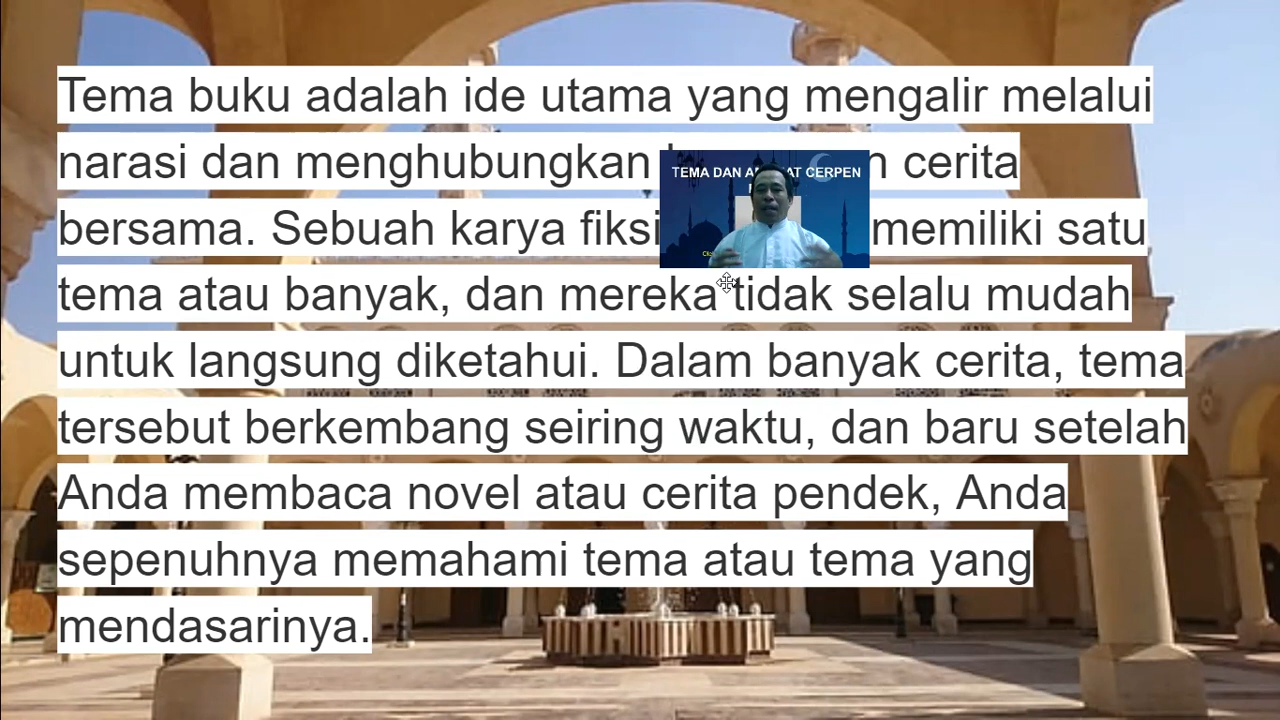 Tema buku adalah ide utama yang mengalir melalui
narasi dan menghubungkan cerita
bersama. Sebuah karya fiksi memiliki satu
tema atau banyak, dan mereka tidak selalu mudah
untuk langsung diketahui. Dalam banyak cerita, tema
tersebut berkembang seiring waktu, dan baru setelah
Anda membaca novel atau cerita pendek, Anda
sepenuhnya memahami tema atau tema yang
mendasarinya.
TEMA DAN CERPEN